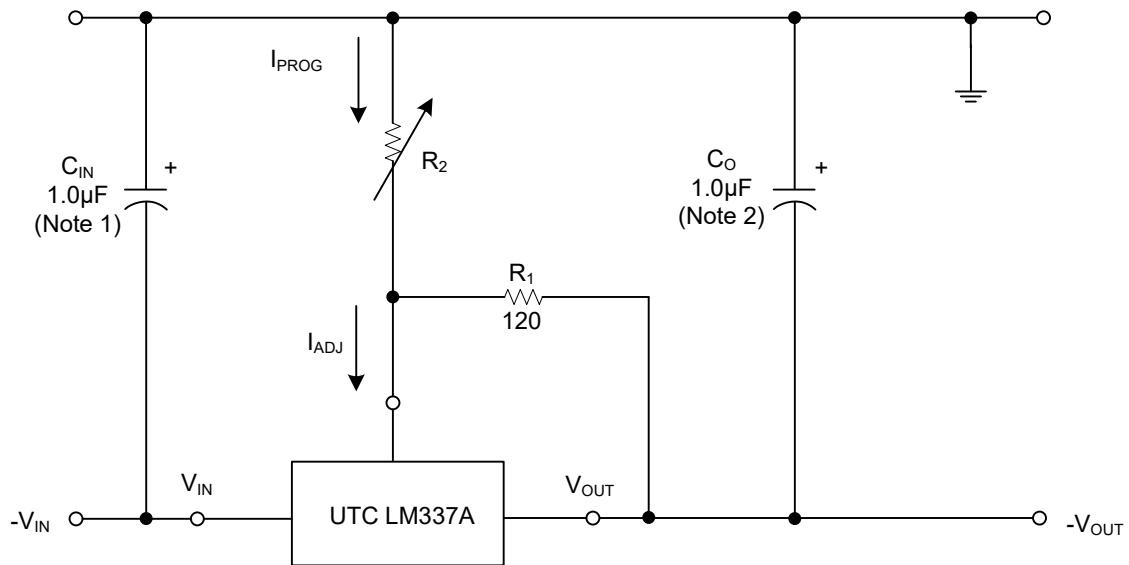 I_PROG
C_IN
1.0µF
(Note 1)
+
R_2
C_O
1.0µF
(Note 2)
+
R_1
120
I_ADJ
V_IN
-V_IN
UTC LM337A
V_OUT
-V_OUT